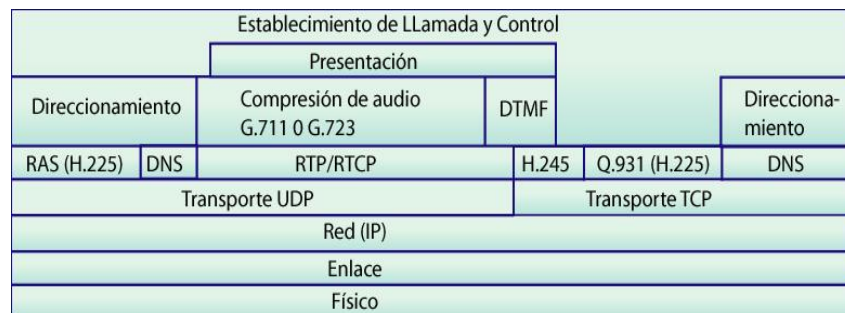 Establecimiento de LLamada y Control
Presentación
Direccionamiento
Compresión de audio
G.711 0 G.723
DTMF
Direcciona-
miento
RAS (H.225)
DNS
RTP/RTCP
H.245
Q.931 (H.225)
DNS
Transporte UDP
Transporte TCP
Red (IP)
Enlace
Físico